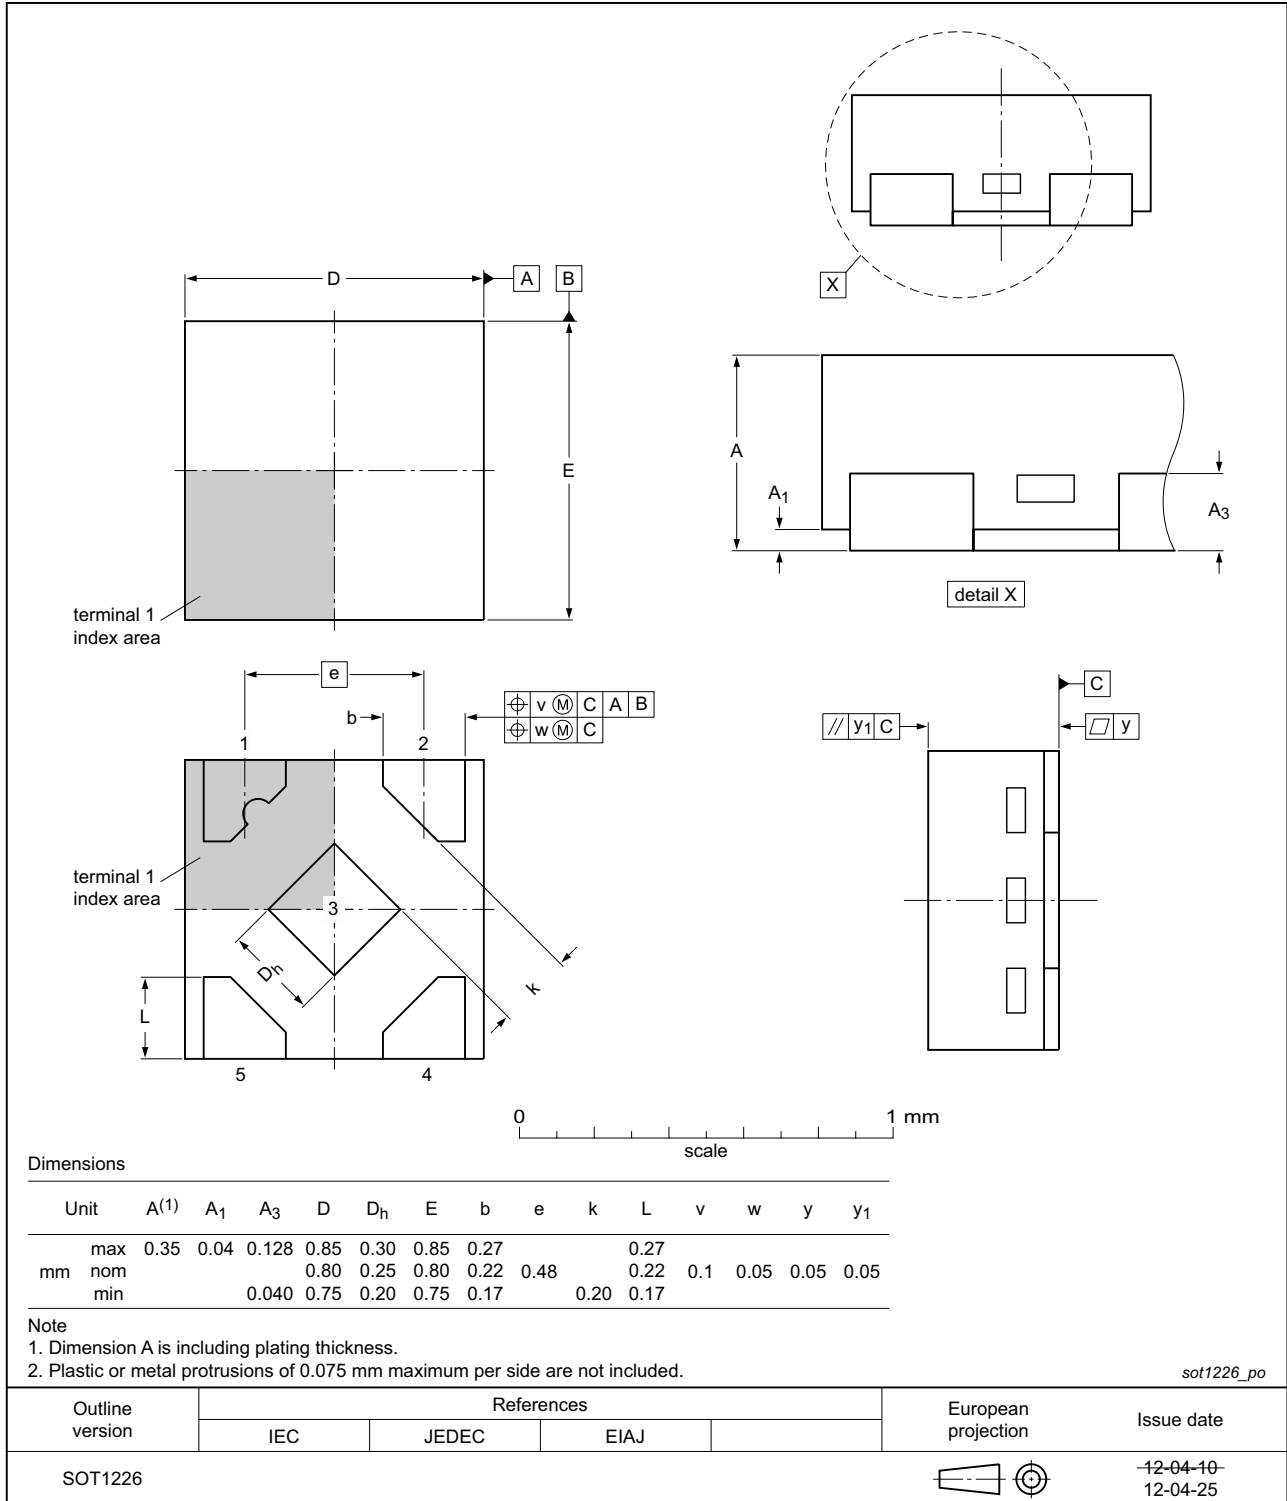 X
D A B
A
A1
E
A3
detail X
terminal 1
index area
e
C
v M C A B
b
w M C
// y1 C
y
1 2
terminal 1
index area
3
Dh
k
L
5 4
0 1 mm
scale
Dimensions
Unit A(1) A1 A3 D Dh E b e k L v w y y1
max 0.35 0.04 0.128 0.85 0.30 0.85 0.27 0.27
mm nom 0.80 0.25 0.80 0.22 0.48 0.22 0.1 0.05 0.05 0.05
min 0.040 0.75 0.20 0.75 0.17 0.20 0.17
Note
1. Dimension A is including plating thickness.
2. Plastic or metal protrusions of 0.075 mm maximum per side are not included.
sot1226_po
Outline version
References
European projection
Issue date
IEC JEDEC EIAJ
SOT1226
12-04-10
12-04-25